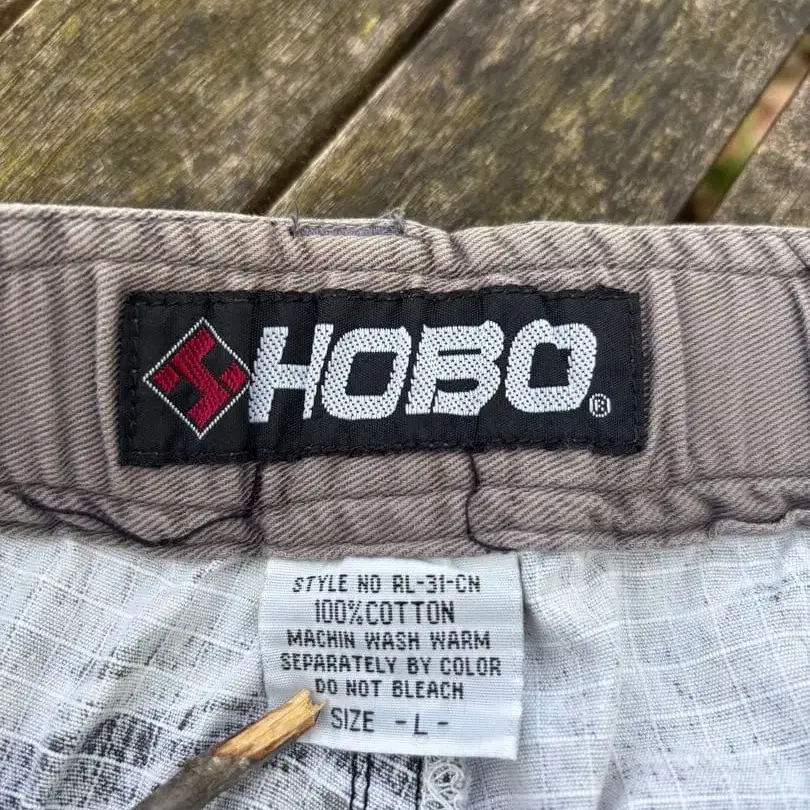 HOBO®
STYLE NO RL-31-CN
100%COTTON
MACHIN WASH WARM
SEPARATELY BY COLOR
DO NOT BLEACH
SIZE -L-